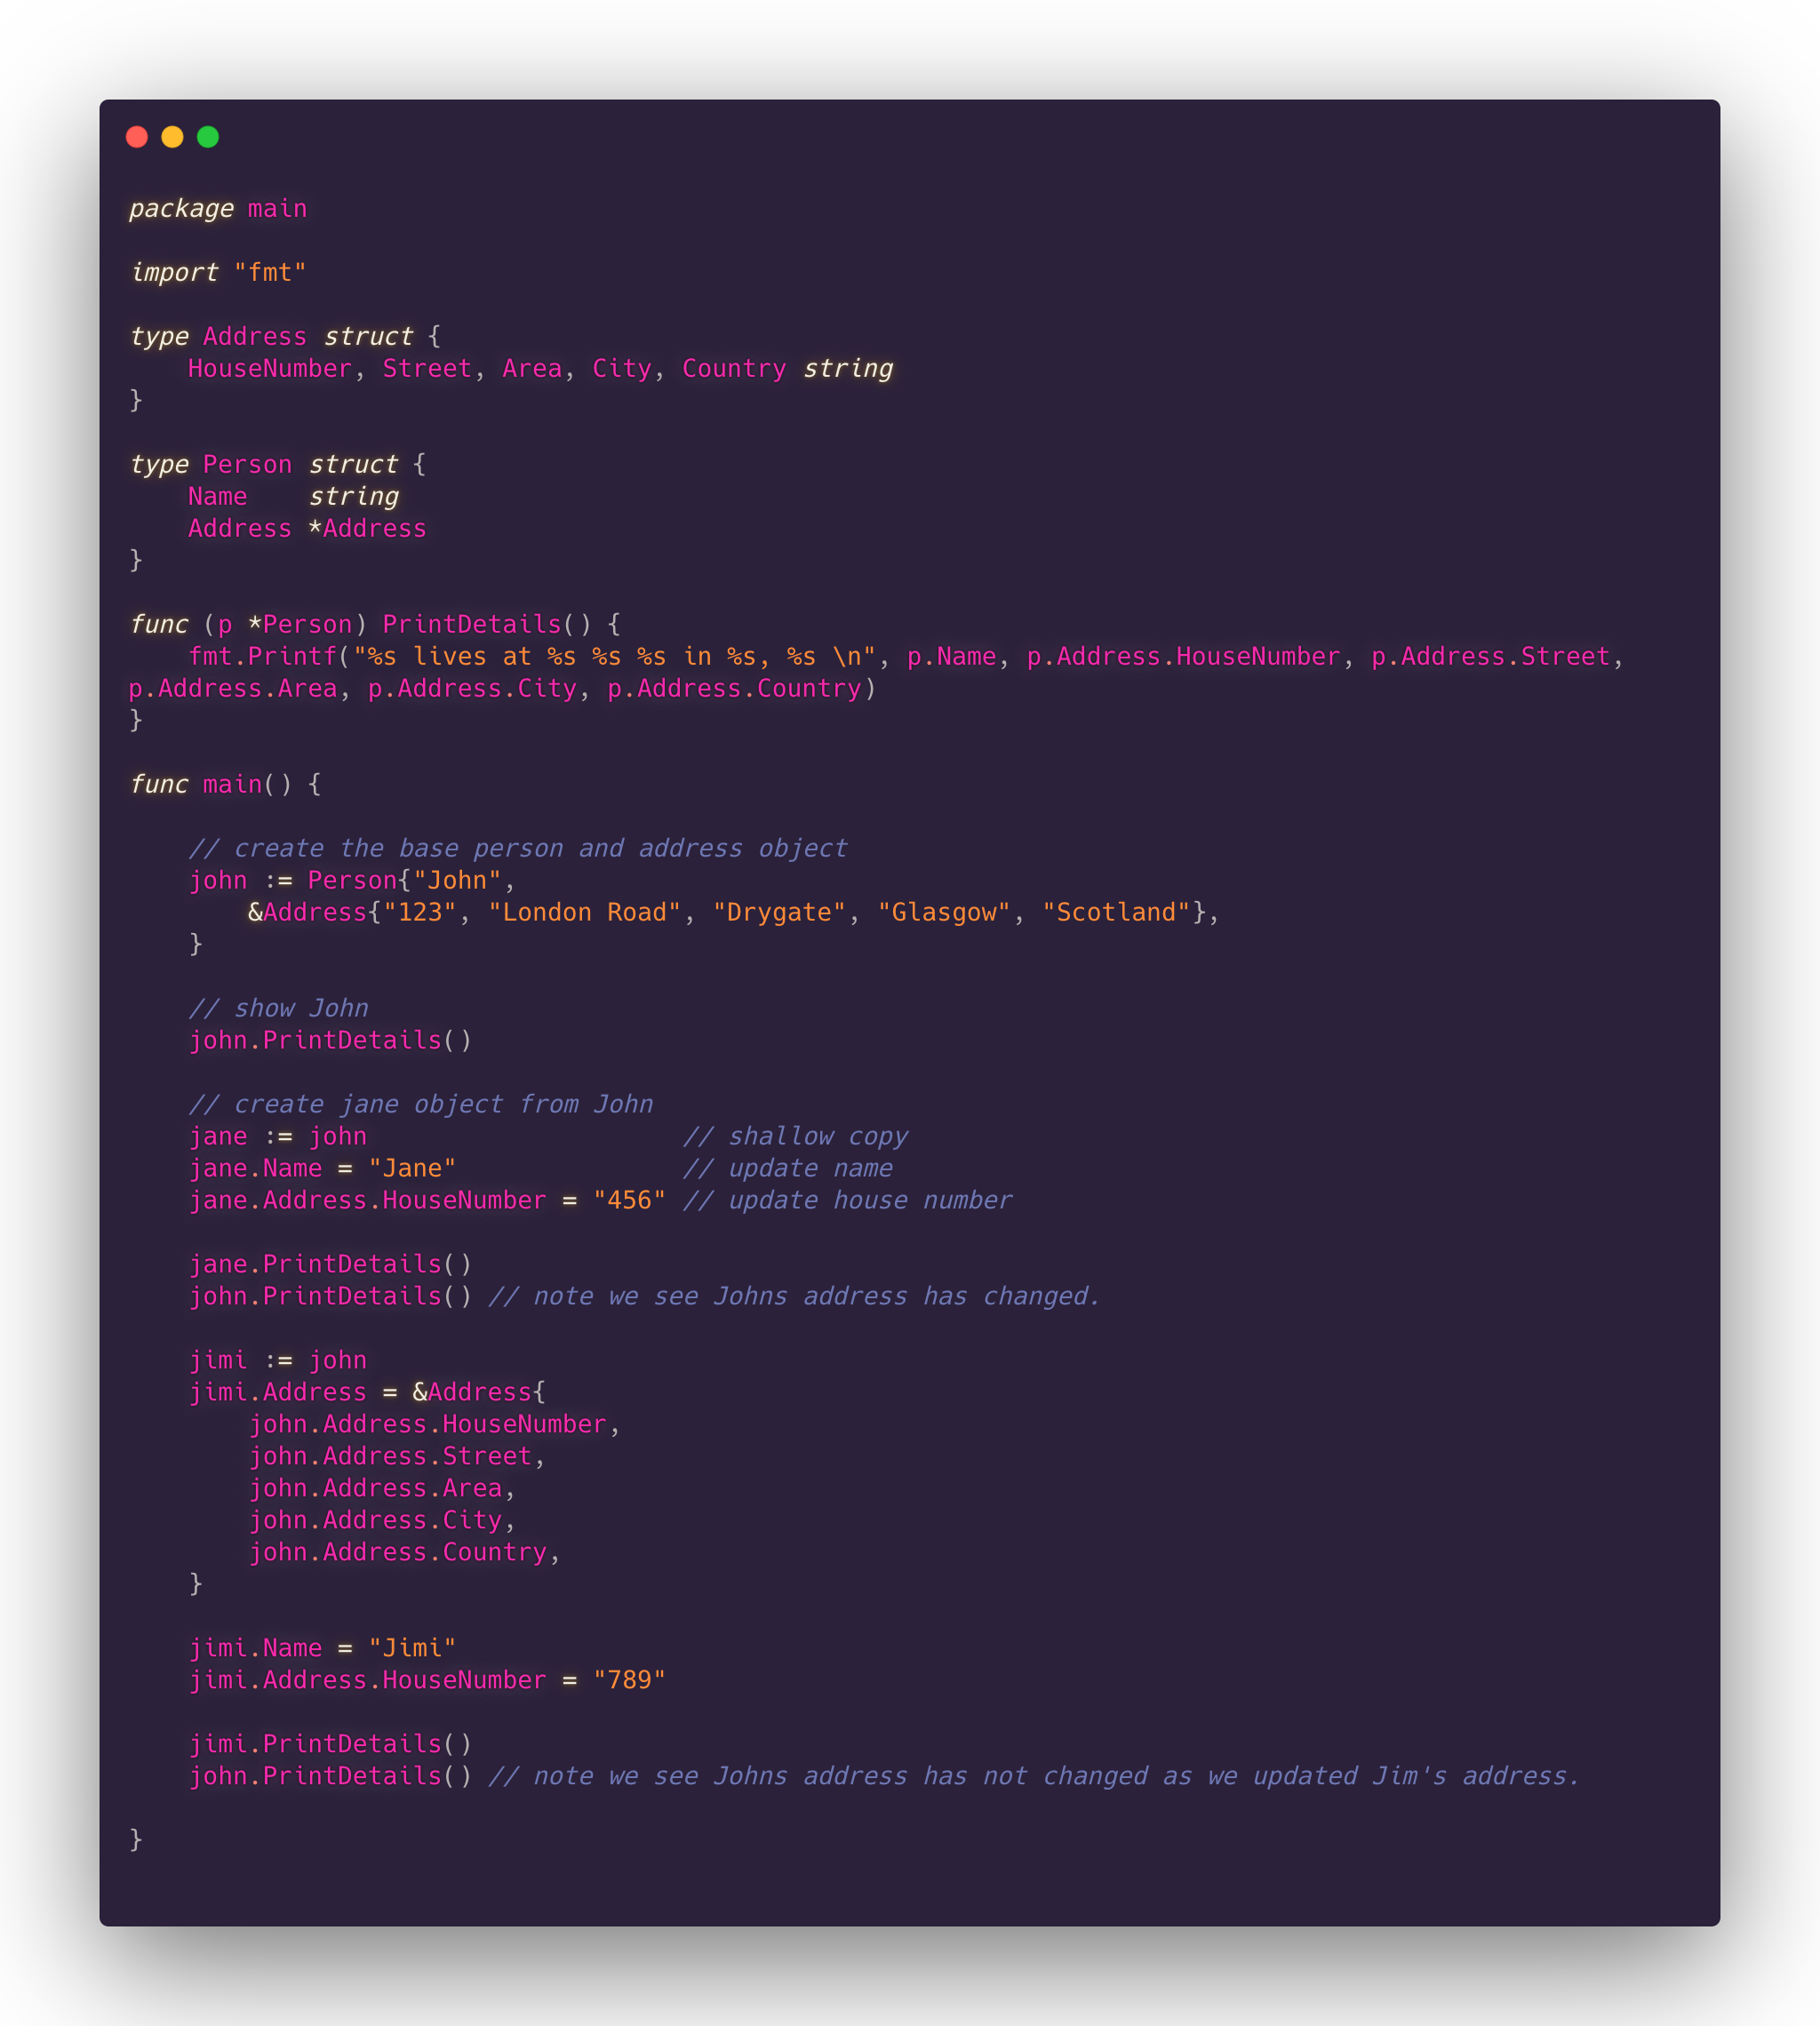 package main

import "fmt"

type Address struct {
    HouseNumber, Street, Area, City, Country string
}

type Person struct {
    Name    string
    Address *Address
}

func (p *Person) PrintDetails() {
    fmt.Printf("%s lives at %s %s %s in %s, %s \n", p.Name, p.Address.HouseNumber, p.Address.Street,
p.Address.Area, p.Address.City, p.Address.Country)
}

func main() {

    // create the base person and address object
    john := Person{"John",
        &Address{"123", "London Road", "Drygate", "Glasgow", "Scotland"},
    }

    // show John
    john.PrintDetails()

    // create jane object from John
    jane := john                     // shallow copy
    jane.Name = "Jane"               // update name
    jane.Address.HouseNumber = "456" // update house number

    jane.PrintDetails()
    john.PrintDetails() // note we see Johns address has changed.

    jimi := john
    jimi.Address = &Address{
        john.Address.HouseNumber,
        john.Address.Street,
        john.Address.Area,
        john.Address.City,
        john.Address.Country,
    }

    jimi.Name = "Jimi"
    jimi.Address.HouseNumber = "789"

    jimi.PrintDetails()
    john.PrintDetails() // note we see Johns address has not changed as we updated Jim's address.

}